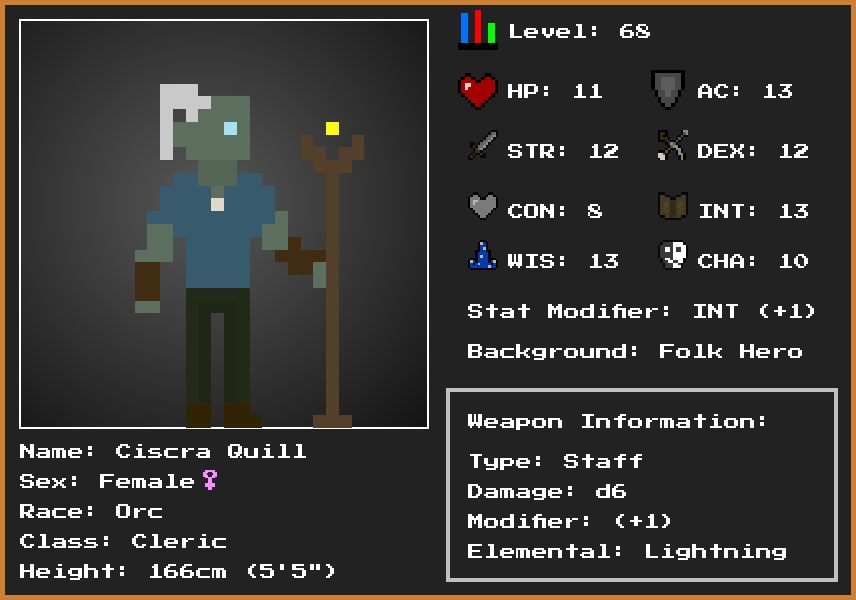 Level: 68
HP: 11 AC: 13
STR: 12 DEX: 12
CON: 8 INT: 13
WIS: 13 CHA: 10
Stat Modifier: INT (+1)
Background: Folk Hero
Weapon Information:
Type: Staff
Damage: d6
Modifier: (+1)
Elemental: Lightning
Name: Ciscra Quill
Sex: Female♀
Race: Orc
Class: Cleric
Height: 166cm (5'5")